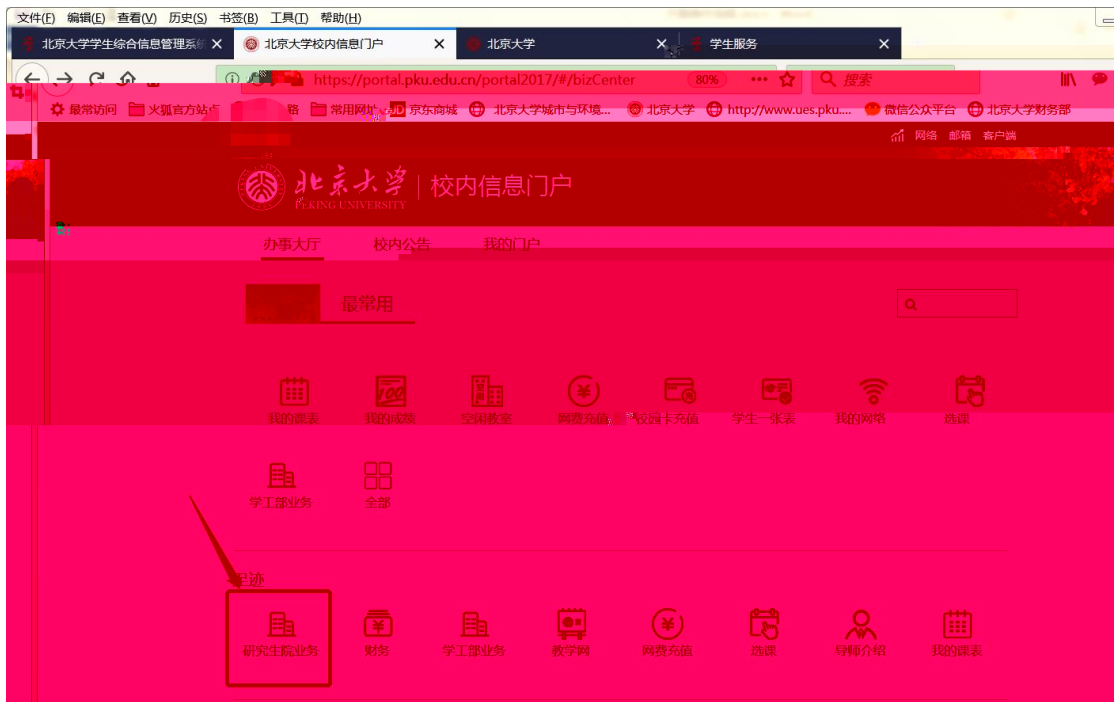 文件(F) 编辑(E) 查看(V) 历史(S) 书签(B) 工具(T) 帮助(H)
北京大学学生综合信息管理系统 北京大学校内信息门户 北京大学 学生服务
https://portal.pku.edu.cn/portal2017/#/bizCenter 80% 搜索
最常访问 火狐官方站点 路 常用网址 JD 京东商城 北京大学城市与环境... 北京大学 http://www.ues.pku.... 微信公众平台 北京大学财务部
网络 邮箱 客户端
北京大学 校内信息门户
PEKING UNIVERSITY
办事大厅 校内公告 我的门户
最常用
我的课表 我的成绩 空闲教室 网费充值 校园卡充值 学生一张表 我的网络 选课
学工部业务 全部
足迹
研究生院业务 财务 学工部业务 教学网 网费充值 选课 导师介绍 我的课表